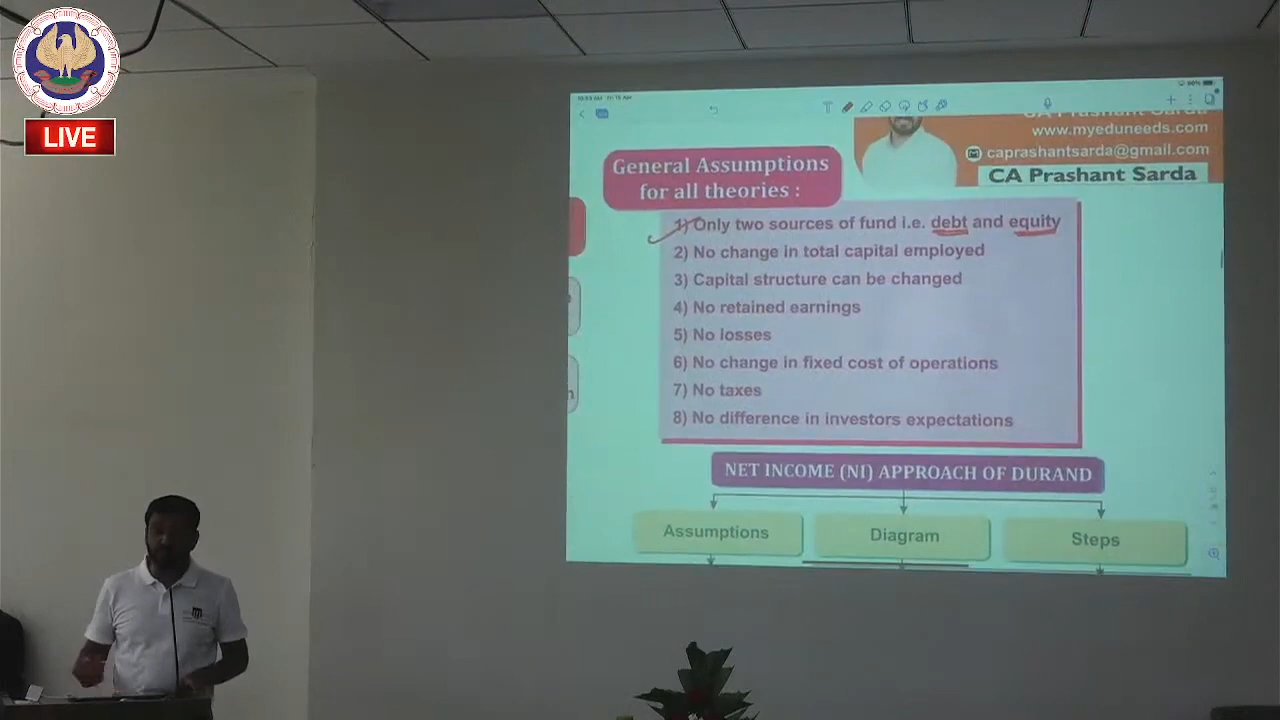 LIVE
www.myeduneeds.com
caprashantsarda@gmail.com
CA Prashant Sarda
General Assumptions
for all theories :
1) Only two sources of fund i.e. debt and equity
2) No change in total capital employed
3) Capital structure can be changed
4) No retained earnings
5) No losses
6) No change in fixed cost of operations
7) No taxes
8) No difference in investors expectations
NET INCOME (NI) APPROACH OF DURAND
Assumptions
Diagram
Steps